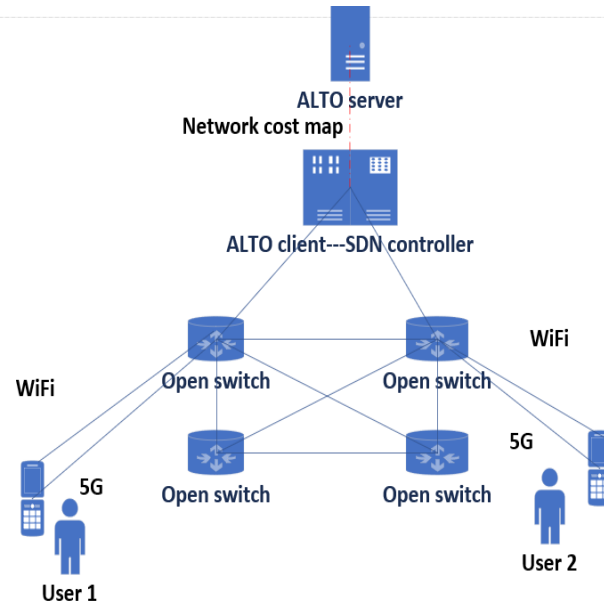 ALTO server
Network cost map
ALTO client---SDN controller
WiFi
Open switch
Open switch
WiFi
5G
Open switch
Open switch
5G
User 1
User 2